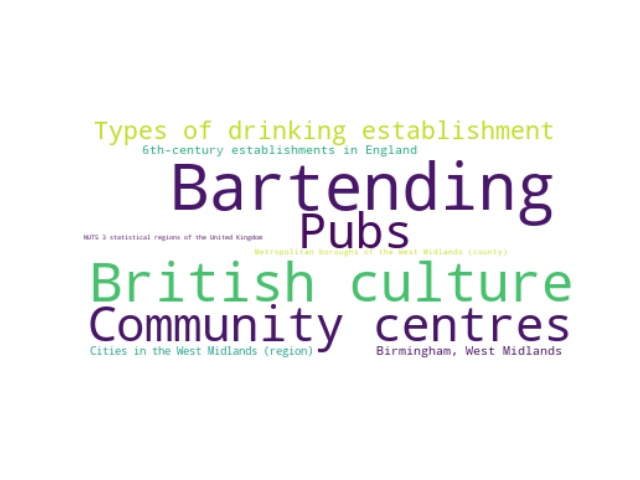 Types of drinking establishment
6th-century establishments in England
Bartending
Pubs
NUTS 3 statistical regions of the United Kingdom
Metropolitan boroughs of the West Midlands (county)
British culture
Community centres
Cities in the West Midlands (region)
Birmingham, West Midlands